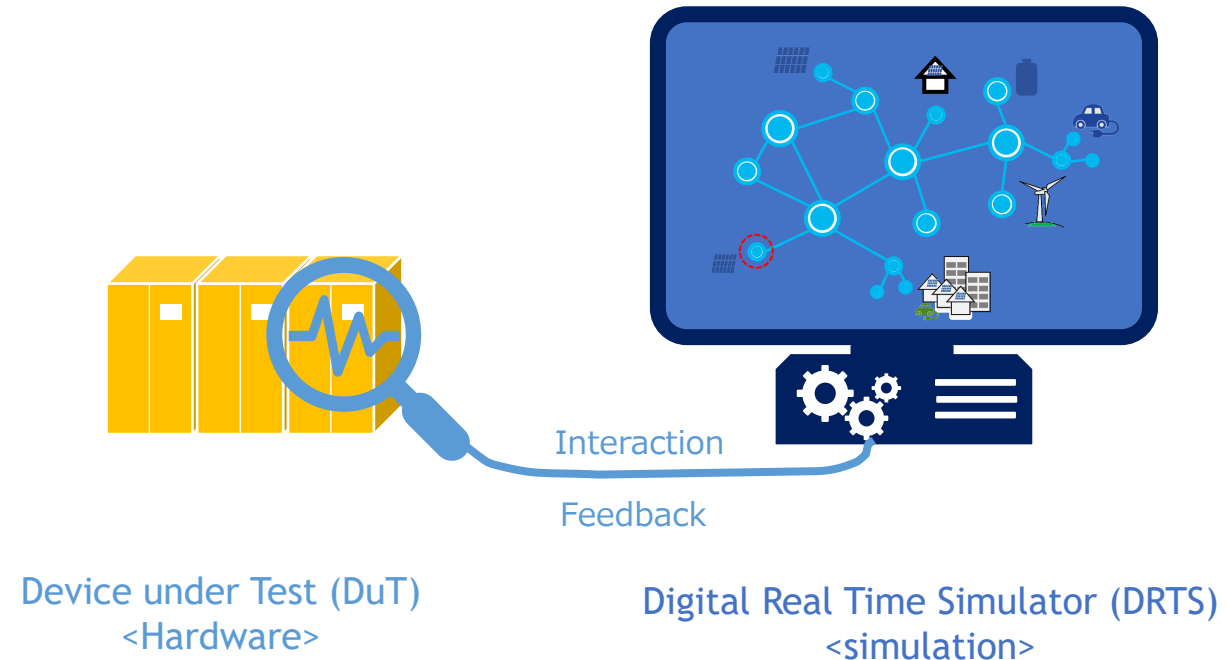 Interaction
Feedback
Device under Test (DuT)
<Hardware>
Digital Real Time Simulator (DRTS)
<simulation>